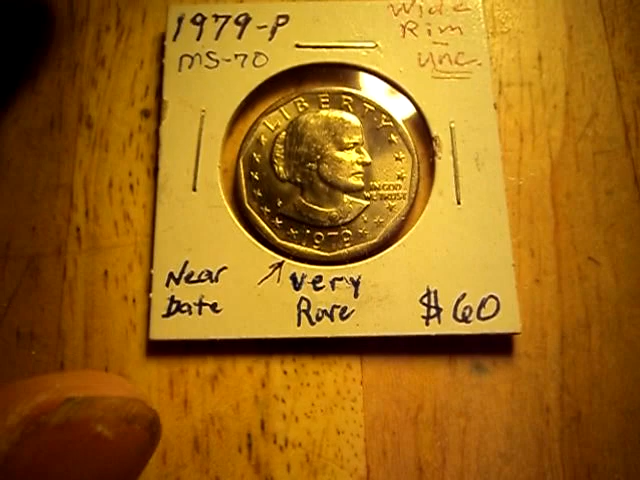 1979-P
MS-70
Wide
Rim
Unc.
LIBERTY
IN GOD
WE TRUST
1979
Near
Date
Very
Rare
$60